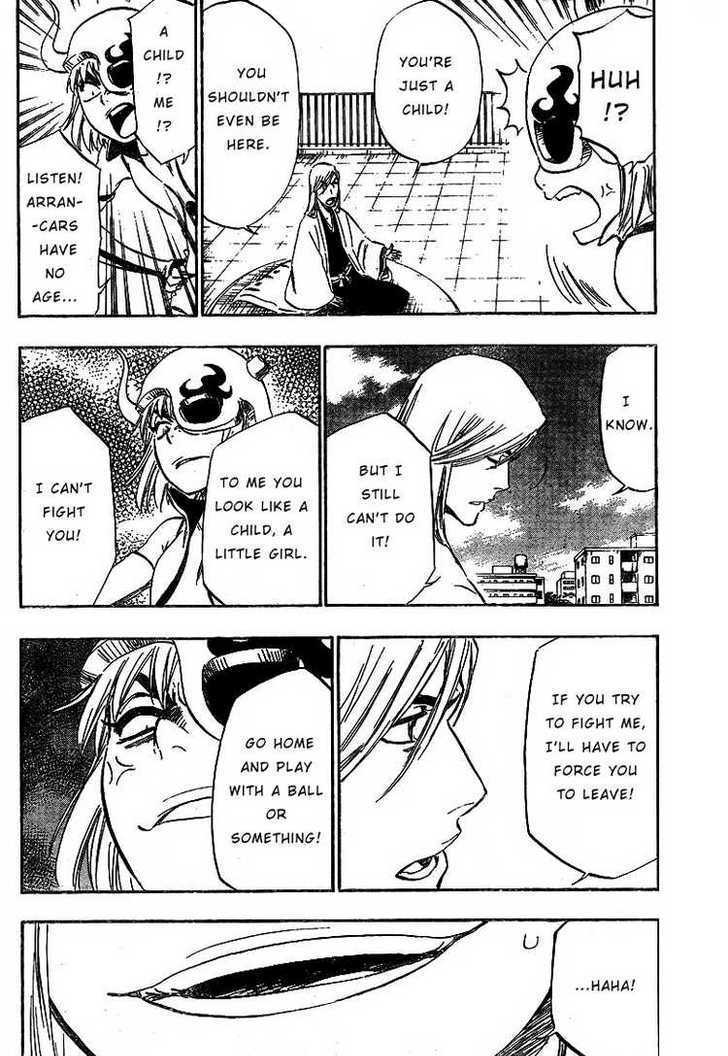 HUH
!?
YOU'RE
JUST A
CHILD!
YOU
SHOULDN'T
EVEN BE
HERE.
A
CHILD
!?
ME !?
LISTEN!
ARRAN-
-CARS
HAVE
NO
AGE...
I
KNOW.
BUT I
STILL
CAN'T DO
IT!
TO ME YOU
LOOK LIKE A
CHILD, A
LITTLE GIRL.
I CAN'T
FIGHT
YOU!
IF YOU TRY
TO FIGHT ME,
I'LL HAVE TO
FORCE YOU
TO LEAVE!
GO HOME
AND PLAY
WITH A BALL
OR
SOMETHING!
...HAHA!